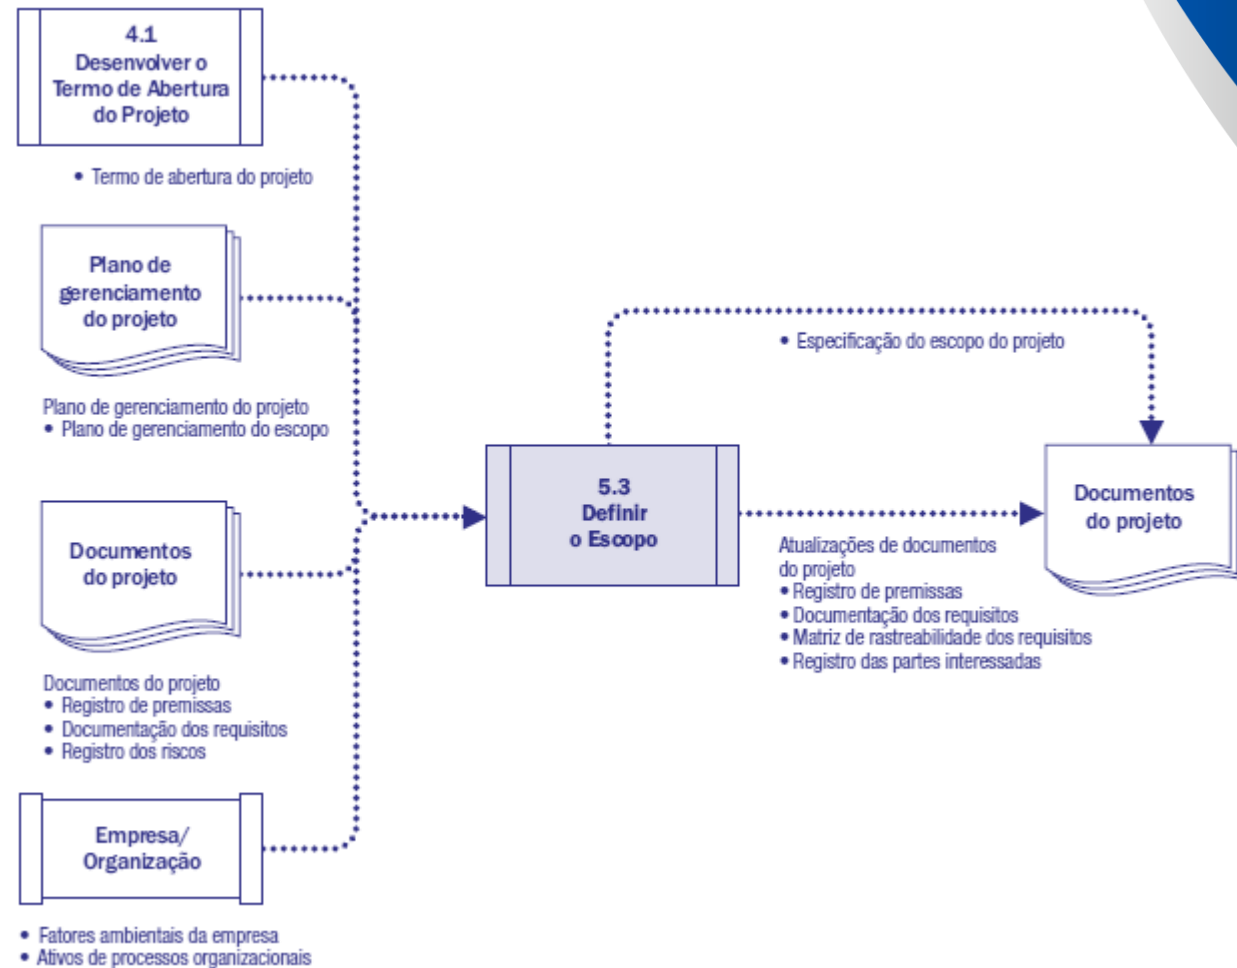 4.1
Desenvolver o
Termo de Abertura
do Projeto
• Termo de abertura do projeto
Plano de
gerenciamento
do projeto
Plano de gerenciamento do projeto
• Plano de gerenciamento do escopo
Documentos
do projeto
Documentos do projeto
• Registro de premissas
• Documentação dos requisitos
• Registro dos riscos
Empresa/
Organização
• Fatores ambientais da empresa
• Ativos de processos organizacionais
5.3
Definir
o Escopo
• Especificação do escopo do projeto
Atualizações de documentos
do projeto
• Registro de premissas
• Documentação dos requisitos
• Matriz de rastreabilidade dos requisitos
• Registro das partes interessadas
Documentos
do projeto